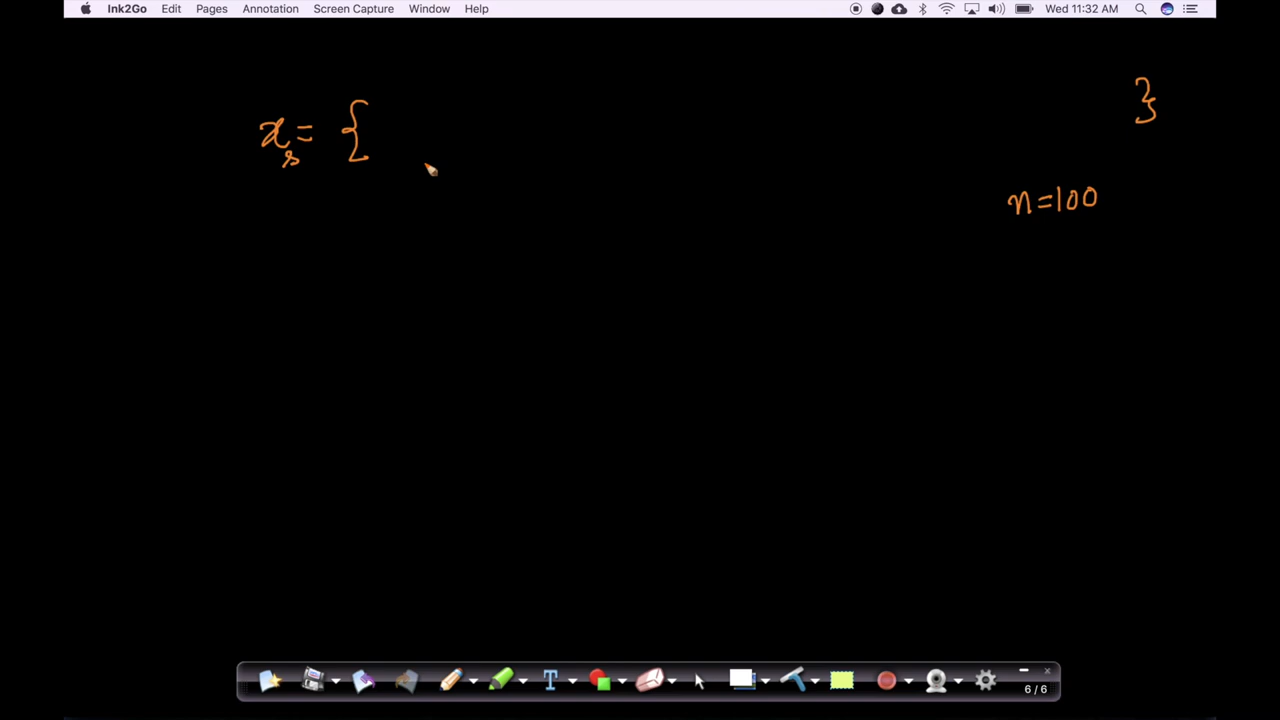 Ink2Go Edit Pages Annotation Screen Capture Window Help Wed 11:32 AM
x_s = { }
n=100
T
6 / 6